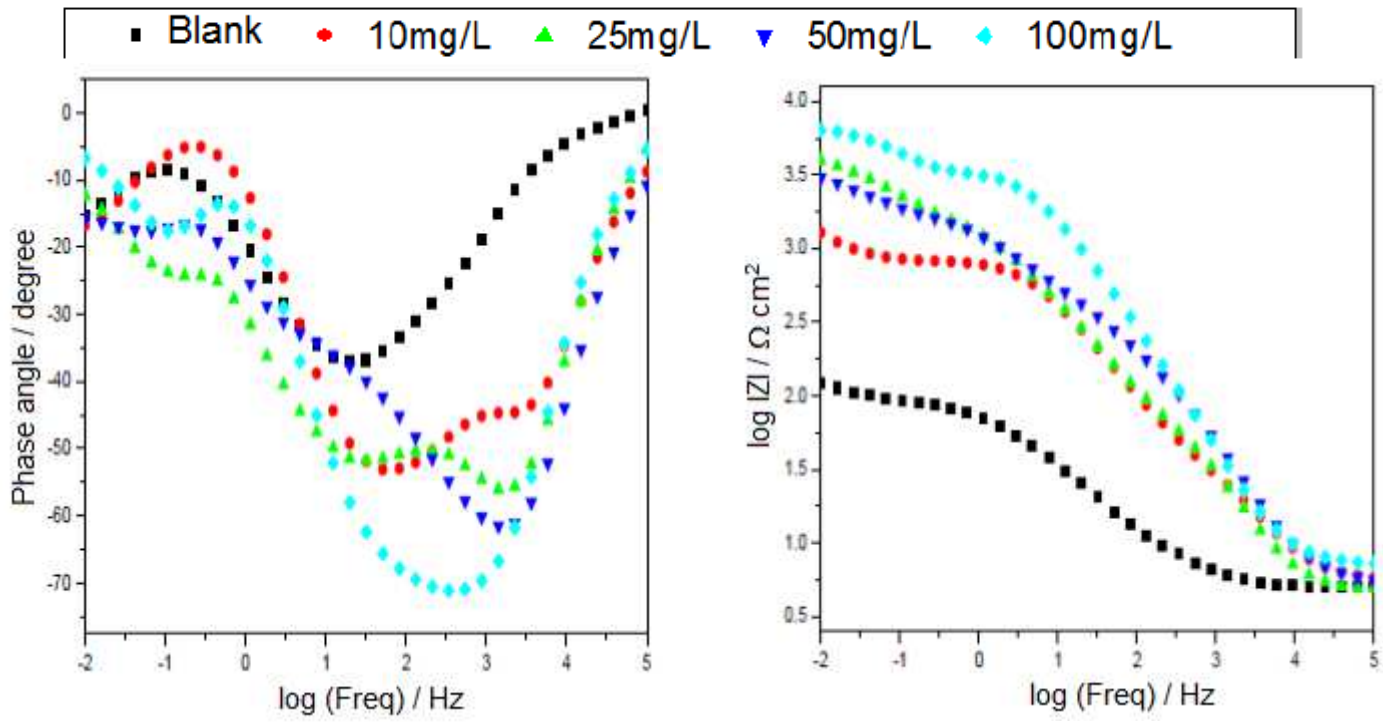 Blank 10mg/L 25mg/L 50mg/L 100mg/L
0
-10
-20
-30
-40
-50
-60
-70
Phase angle / degree
-2 -1 0 1 2 3 4 5
log (Freq) / Hz
4.0
3.5
3.0
2.5
2.0
1.5
1.0
0.5
log |Z| / Ω cm²
-2 -1 0 1 2 3 4 5
log (Freq) / Hz